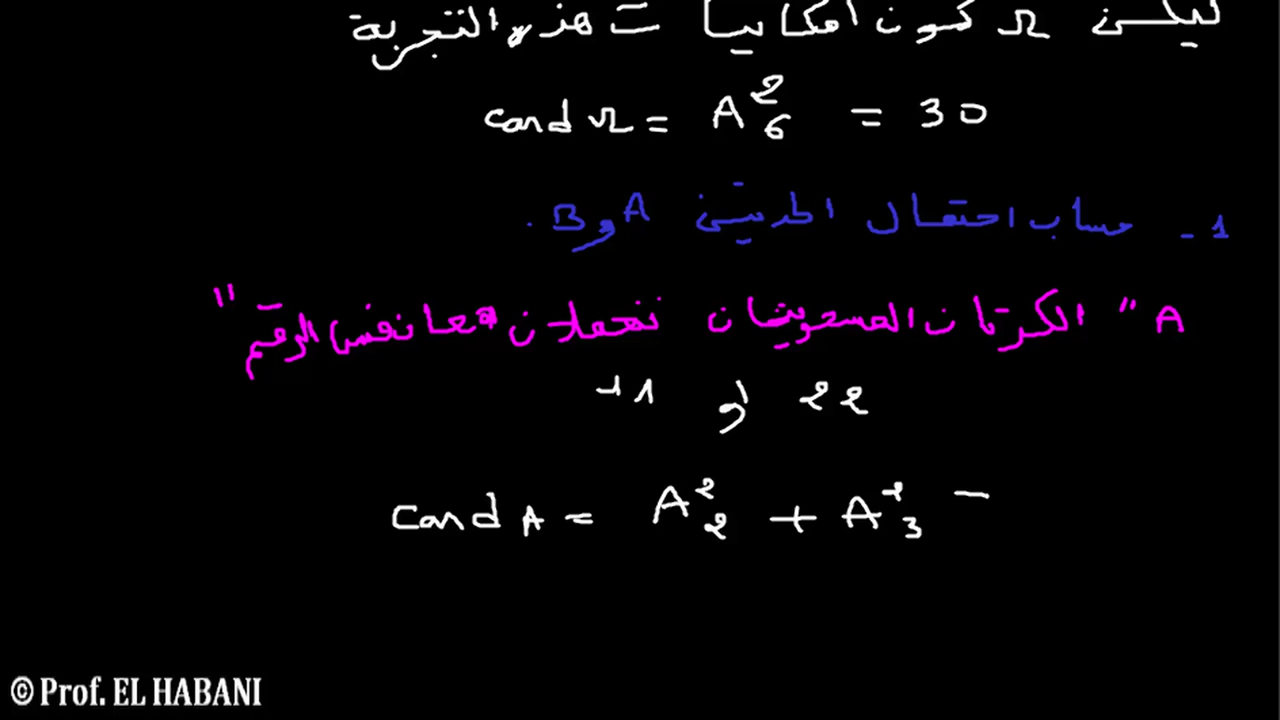 ليكن Ω كون امكانيات هذه التجربة
card Ω = A²₆ = 30
1- حساب احتمال الحدثين A و B.
A " الكرتان المسحوبتان تحملان معا نفس الرقم "
22 و 11
card A = A²₂ + A²₃ =
© Prof. EL HABANI